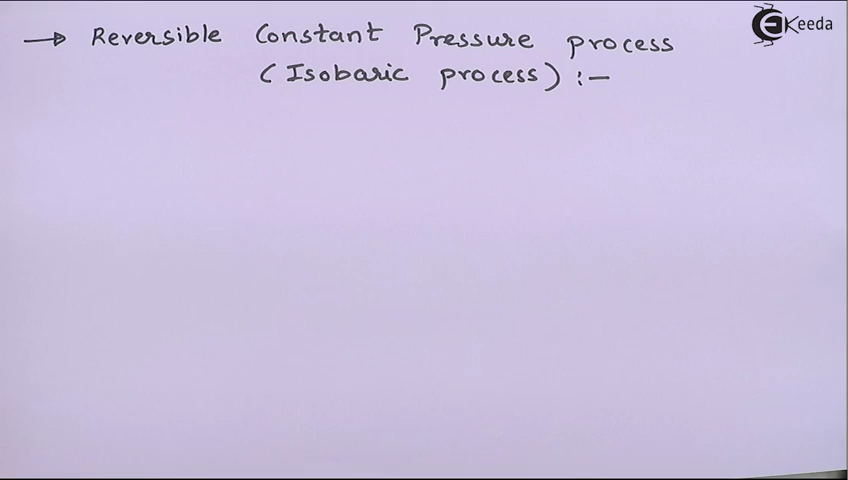 → Reversible Constant Pressure process
(Isobaric process) :-
Ekeeda